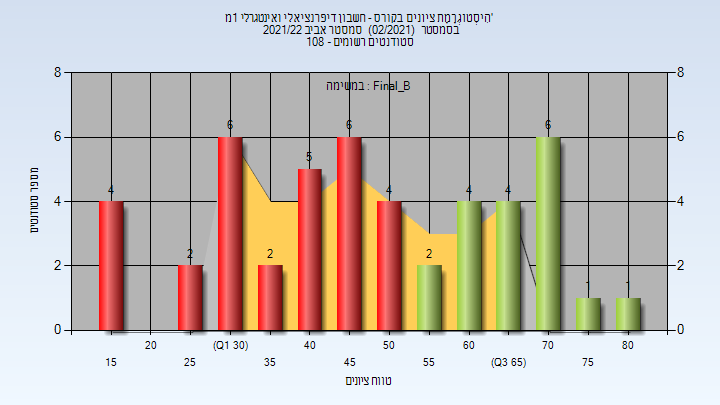 היסטוגרמת ציונים בקורס - חשבון דיפרנציאלי ואינטגרלי 1מ'
בסמסטר (02/2021) סמסטר אביב 2021/22
סטודנטים רשומים - 108
במשימה : Final_B
8 8
6 6
4 4
2 2
0 0
4 2 6 2 5 6 4 2 4 4 6 1 1
מספר סטודנטים
20 (Q1 30) 40 50 60 70 80
15 25 35 45 55 (Q3 65) 75
טווח ציונים